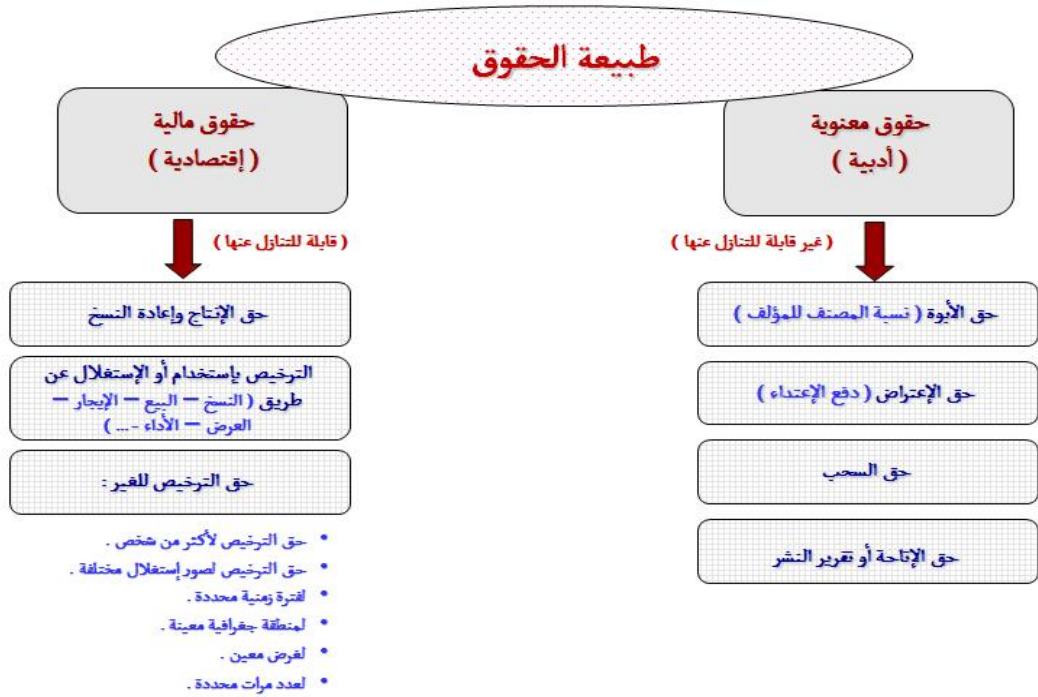 طبيعة الحقوق
حقوق معنوية
( أدبية )
( غير قابلة للتنازل عنها )
حق الأبوة ( نسبة المصنف للمؤلف )
حق الإعتراض ( دفع الإعتداء )
حق السحب
حق الإتاحة أو تقرير النشر
حقوق مالية
( إقتصادية )
( قابلة للتنازل عنها )
حق الإنتاج وإعادة النسخ
الترخيص بإستخدام أو الإستغلال عن
طريق ( النسخ – البيع – الإيجار –
العرض – الأداء -... )
حق الترخيص للغير :
• حق الترخيص لأكثر من شخص .
• حق الترخيص لصور إستغلال مختلفة .
• لفترة زمنية محددة .
• لمنطقة جغرافية معينة .
• لغرض معين .
• لعدد مرات محددة .